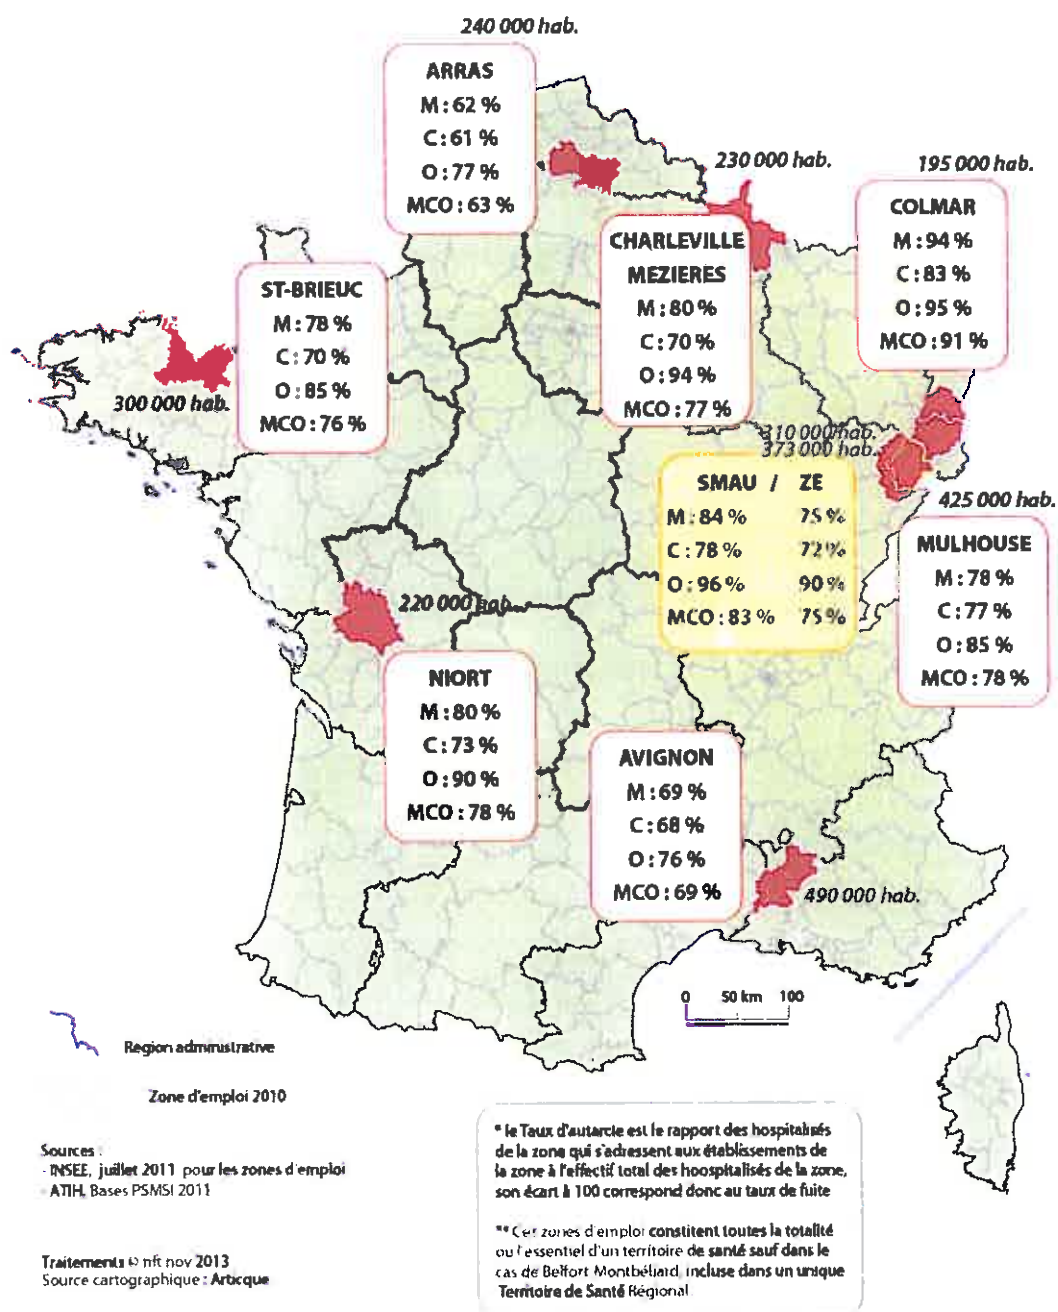 240 000 hab.
ARRAS
M : 62 %
C : 61 %
O : 77 %
MCO : 63 %
230 000 hab.
195 000 hab.
COLMAR
M : 94 %
C : 83 %
O : 95 %
MCO : 91 %
CHARLEVILLE
MEZIERES
M : 80 %
C : 70 %
O : 94 %
MCO : 77 %
ST-BRIEUC
M : 78 %
C : 70 %
O : 85 %
MCO : 76 %
300 000 hab.
310 000 hab.
373 000 hab.
SMAU / ZE
M : 84 % 75 %
C : 78 % 72 %
O : 96 % 90 %
MCO : 83 % 75 %
425 000 hab.
MULHOUSE
M : 78 %
C : 77 %
O : 85 %
MCO : 78 %
220 000 hab.
NIORT
M : 80 %
C : 73 %
O : 90 %
MCO : 78 %
AVIGNON
M : 69 %
C : 68 %
O : 76 %
MCO : 69 %
490 000 hab.
0 50 km 100
Region administrative
Zone d'emploi 2010
Sources :
- INSEE, juillet 2011 pour les zones d'emploi
- ATIH, Bases PSMSI 2011
Traitements © nft nov 2013
Source cartographique : Articque
* le Taux d'autarcie est le rapport des hospitalisés
de la zone qui s'adressent aux établissements de
la zone à l'effectif total des hoospitalisés de la zone,
son écart à 100 correspond donc au taux de fuite
** Cer zones d'emploi constitent toutes la totalité
ou l'essentiel d'un territoire de santé sauf dans le
cas de Belfort Montbéliard, incluse dans un unique
Territoire de Santé Régional